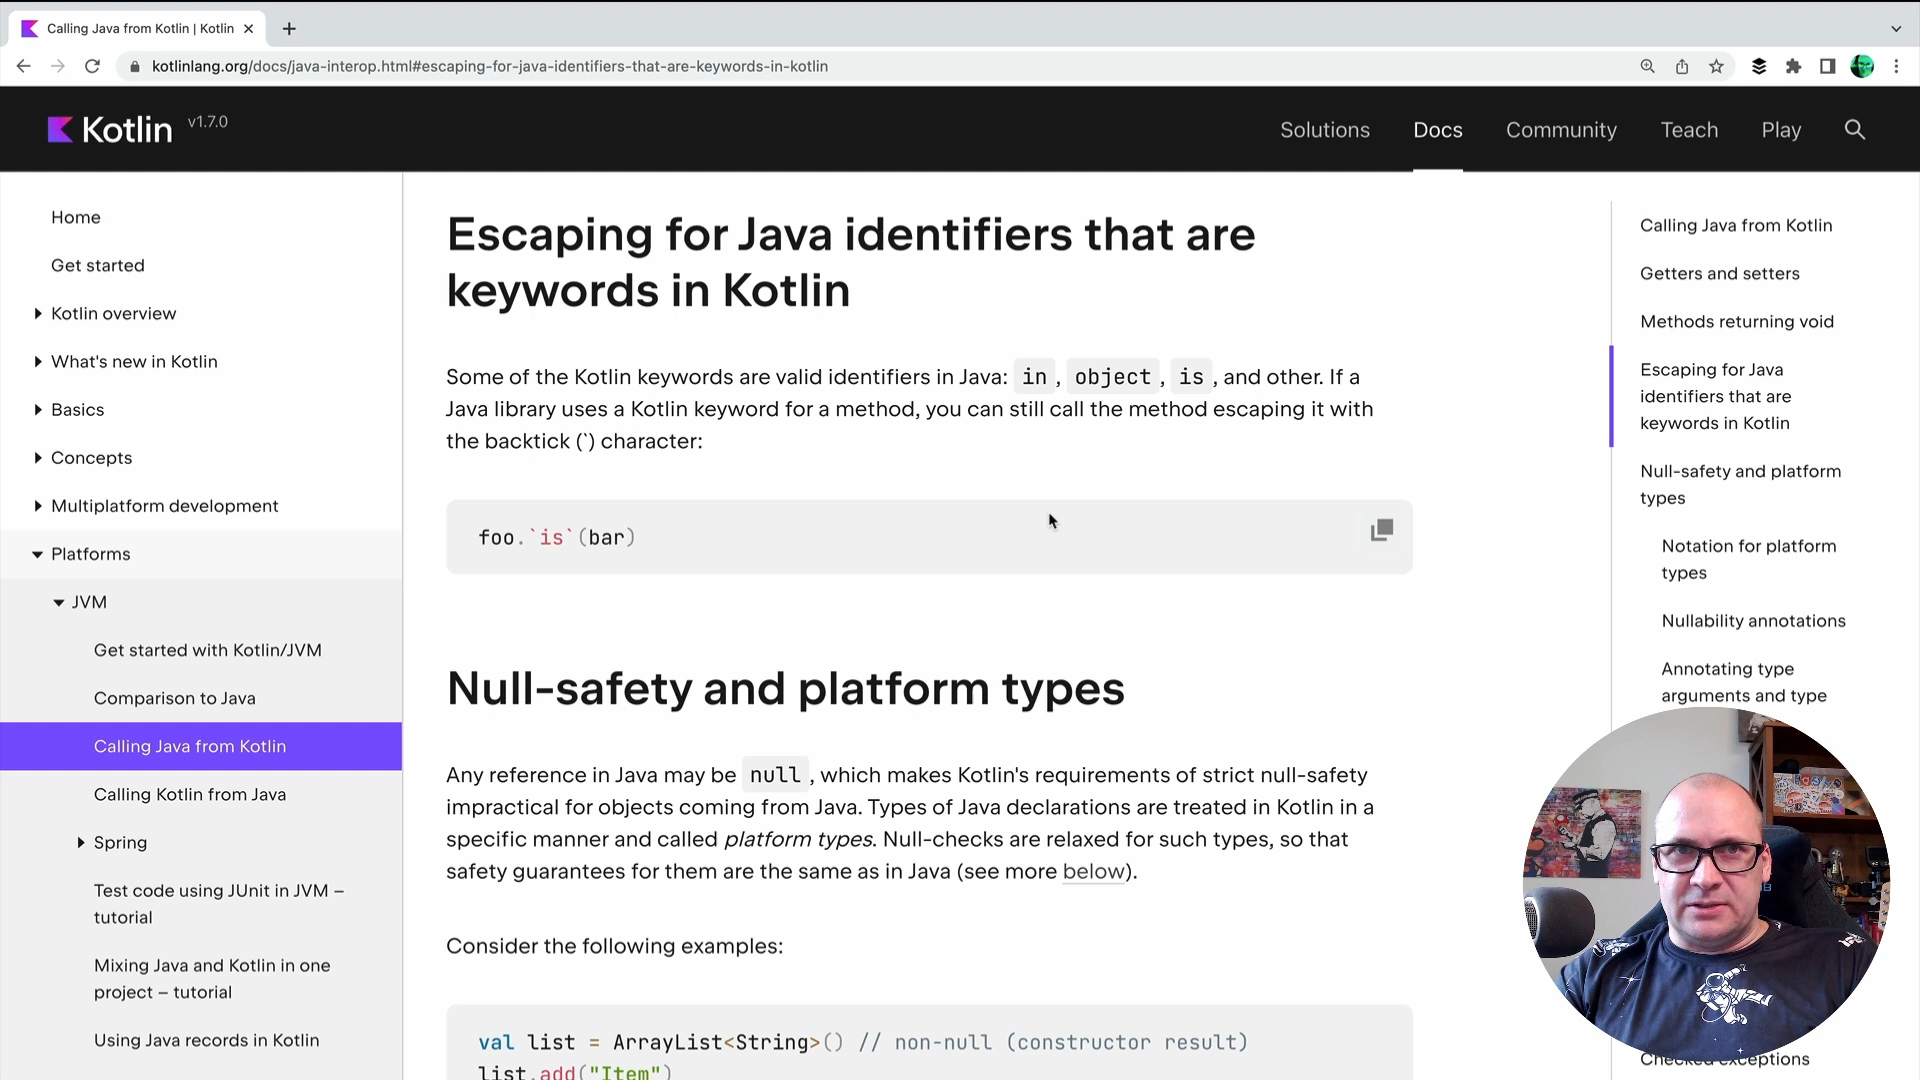 Calling Java from Kotlin | Kotlin
kotlinlang.org/docs/java-interop.html#escaping-for-java-identifiers-that-are-keywords-in-kotlin
Kotlin v1.7.0
Solutions
Docs
Community
Teach
Play
Home
Get started
Kotlin overview
What's new in Kotlin
Basics
Concepts
Multiplatform development
Platforms
JVM
Get started with Kotlin/JVM
Comparison to Java
Calling Java from Kotlin
Calling Kotlin from Java
Spring
Test code using JUnit in JVM –
tutorial
Mixing Java and Kotlin in one
project – tutorial
Using Java records in Kotlin
Escaping for Java identifiers that are
keywords in Kotlin
Some of the Kotlin keywords are valid identifiers in Java: in , object , is , and other. If a
Java library uses a Kotlin keyword for a method, you can still call the method escaping it with
the backtick (`) character:
foo.`is`(bar)
Null-safety and platform types
Any reference in Java may be null , which makes Kotlin's requirements of strict null-safety
impractical for objects coming from Java. Types of Java declarations are treated in Kotlin in a
specific manner and called platform types. Null-checks are relaxed for such types, so that
safety guarantees for them are the same as in Java (see more below).
Consider the following examples:
val list = ArrayList<String>() // non-null (constructor result)
list.add("Item")
Calling Java from Kotlin
Getters and setters
Methods returning void
Escaping for Java
identifiers that are
keywords in Kotlin
Null-safety and platform
types
Notation for platform
types
Nullability annotations
Annotating type
arguments and type
Checked exceptions